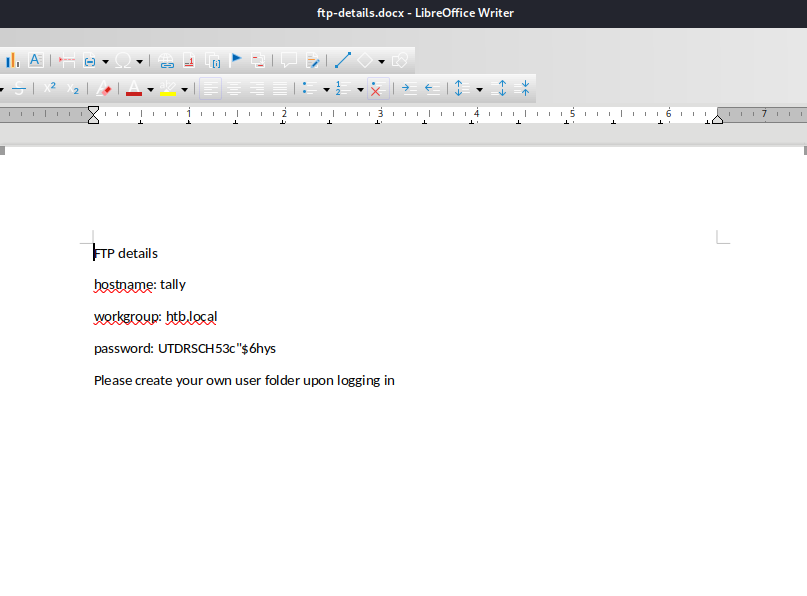 ftp-details.docx - LibreOffice Writer
1 2 3 4 5 6 7
FTP details
hostname: tally
workgroup: htb.local
password: UTDRSCH53c"$6hys
Please create your own user folder upon logging in